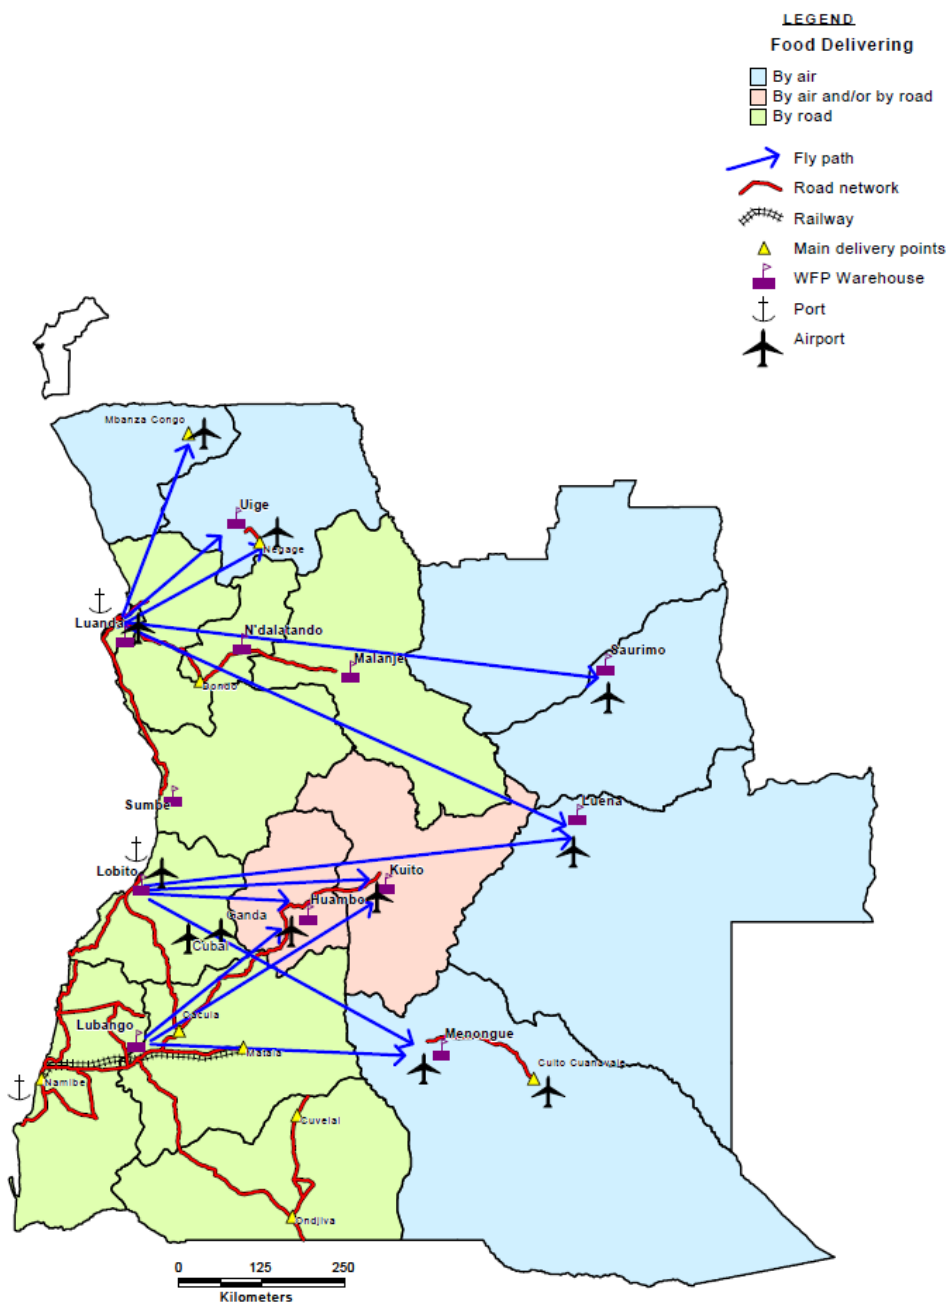 LEGEND
Food Delivering
By air
By air and/or by road
By road
Fly path
Road network
Railway
Main delivery points
WFP Warehouse
Port
Airport
Mbanza Congo
Uige
Negage
Luanda
N'dalatando
Malanje
Saurimo
Dondo
Sumbe
Luena
Lobito
Kuito
Huambo
Ganda
Cubal
Cacula
Lubango
Menongue
Matala
Cuito Cuanavale
Namibe
Cuvelai
Ondjiva
0 125 250
Kilometers